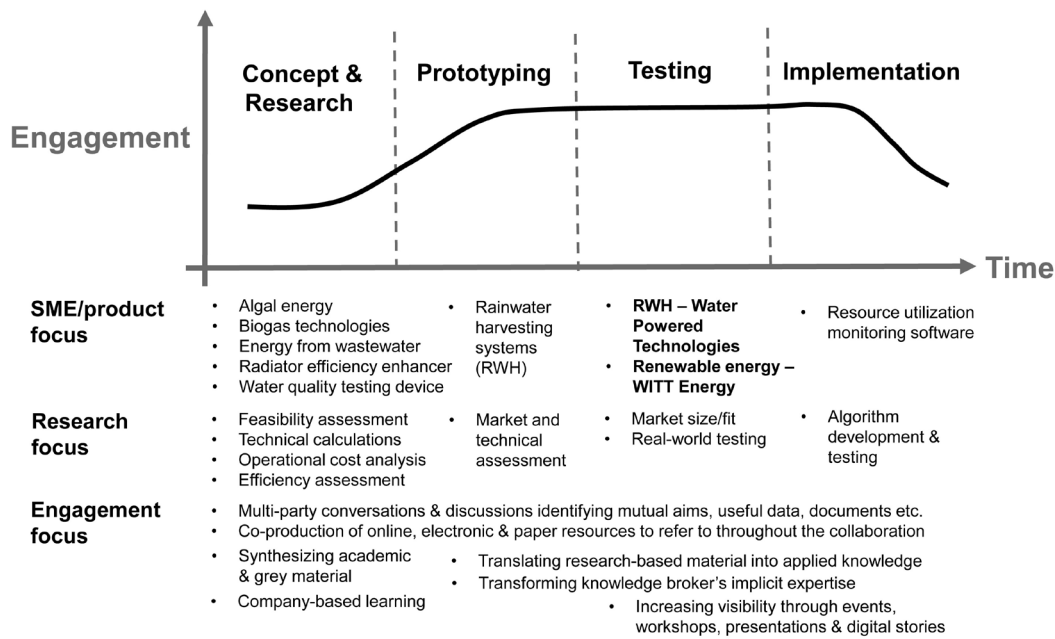 Concept &
Research
Prototyping
Testing
Implementation
Engagement
Time
SME/product
focus
• Algal energy
• Biogas technologies
• Energy from wastewater
• Radiator efficiency enhancer
• Water quality testing device
• Rainwater
harvesting
systems
(RWH)
• RWH – Water
Powered
Technologies
• Renewable energy –
WITT Energy
• Resource utilization
monitoring software
Research
focus
• Feasibility assessment
• Technical calculations
• Operational cost analysis
• Efficiency assessment
• Market and
technical
assessment
• Market size/fit
• Real-world testing
• Algorithm
development &
testing
Engagement
focus
• Multi-party conversations & discussions identifying mutual aims, useful data, documents etc.
• Co-production of online, electronic & paper resources to refer to throughout the collaboration
• Synthesizing academic
& grey material
• Company-based learning
• Translating research-based material into applied knowledge
• Transforming knowledge broker's implicit expertise
• Increasing visibility through events,
workshops, presentations & digital stories